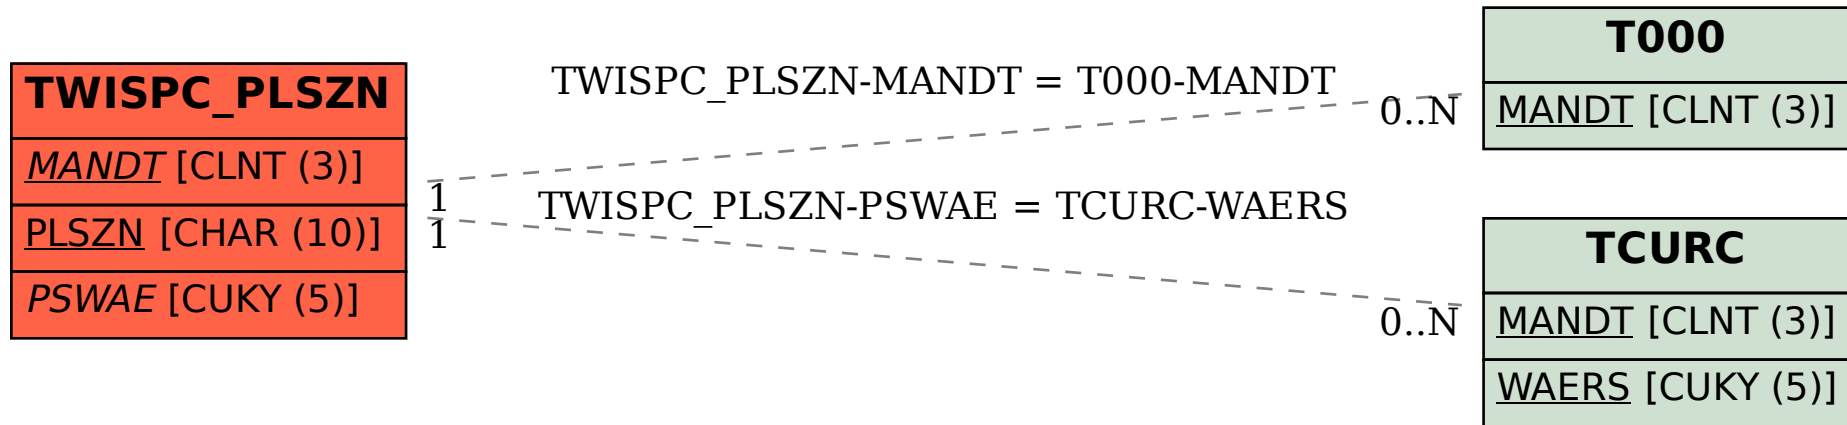 TWISPC_PLSZN
MANDT [CLNT (3)]
PLSZN [CHAR (10)]
PSWAE [CUKY (5)]
TWISPC_PLSZN-MANDT = T000-MANDT
1
0..N
TWISPC_PLSZN-PSWAE = TCURC-WAERS
1
0..N
T000
MANDT [CLNT (3)]
TCURC
MANDT [CLNT (3)]
WAERS [CUKY (5)]